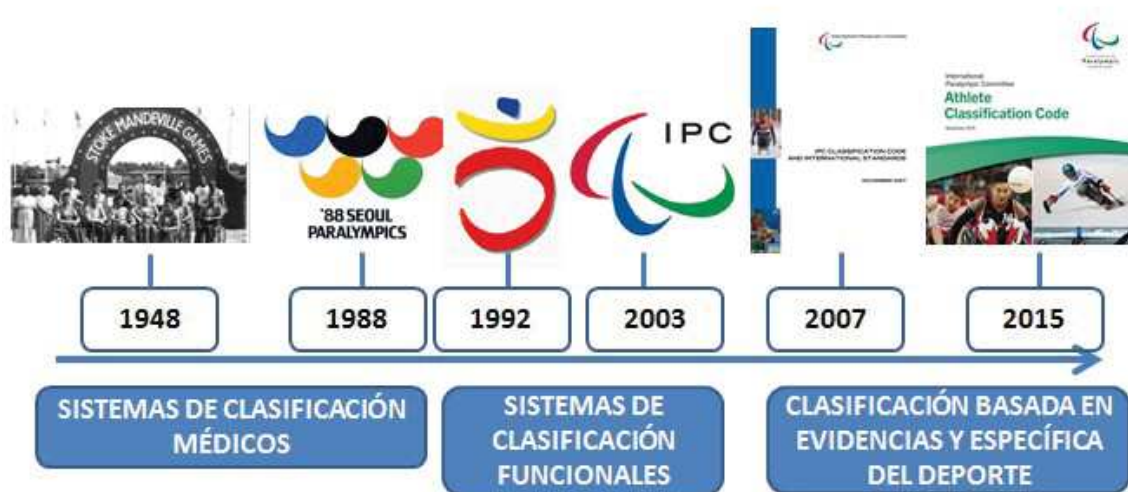 STOKE MANDEVILLE GAMES
'88 SEOUL
PARALYMPICS
IPC
IPC CLASSIFICATION CODE
AND INTERNATIONAL STANDARDS
NOVEMBER 2007
International
Paralympic Committee
Athlete
Classification Code
1948
1988
1992
2003
2007
2015
SISTEMAS DE CLASIFICACIÓN
MÉDICOS
SISTEMAS DE
CLASIFICACIÓN
FUNCIONALES
CLASIFICACIÓN BASADA EN
EVIDENCIAS Y ESPECÍFICA
DEL DEPORTE